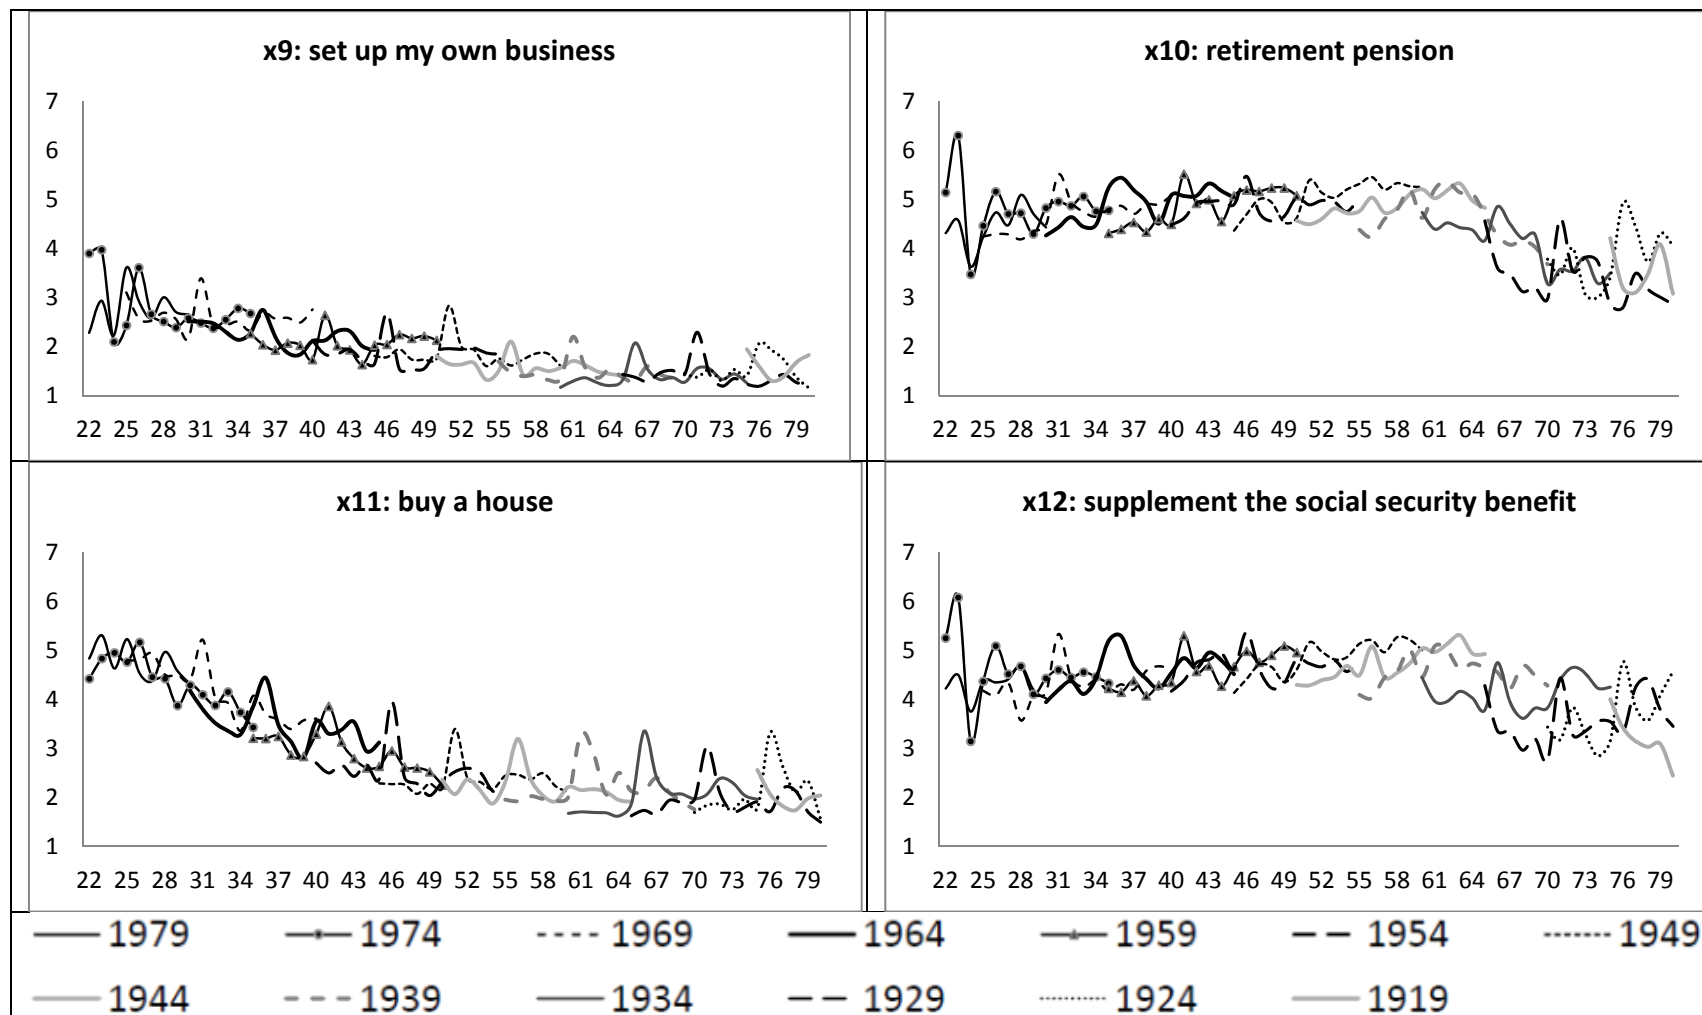 x9: set up my own business
7
6
5
4
3
2
1
22 25 28 31 34 37 40 43 46 49 52 55 58 61 64 67 70 73 76 79
x10: retirement pension
7
6
5
4
3
2
1
22 25 28 31 34 37 40 43 46 49 52 55 58 61 64 67 70 73 76 79
x11: buy a house
7
6
5
4
3
2
1
22 25 28 31 34 37 40 43 46 49 52 55 58 61 64 67 70 73 76 79
x12: supplement the social security benefit
7
6
5
4
3
2
1
22 25 28 31 34 37 40 43 46 49 52 55 58 61 64 67 70 73 76 79
1979 1974 1969 1964 1959 1954 1949
1944 1939 1934 1929 1924 1919